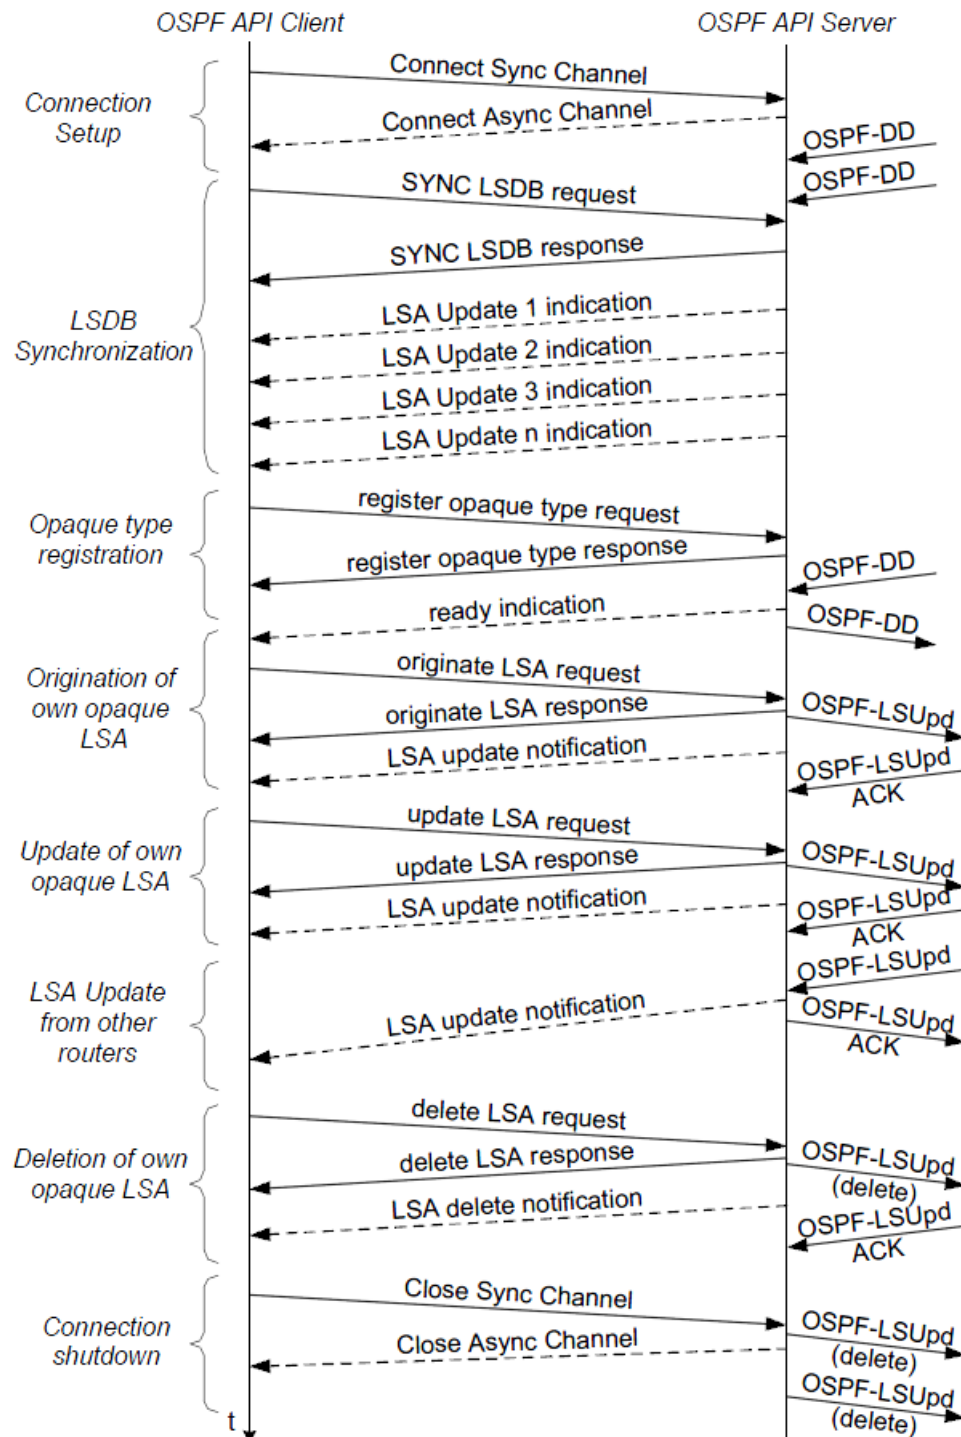 OSPF API Client
OSPF API Server
Connection
Setup
Connect Sync Channel
Connect Async Channel
OSPF-DD
OSPF-DD
LSDB
Synchronization
SYNC LSDB request
SYNC LSDB response
LSA Update 1 indication
LSA Update 2 indication
LSA Update 3 indication
LSA Update n indication
Opaque type
registration
register opaque type request
register opaque type response
OSPF-DD
ready indication
OSPF-DD
Origination of
own opaque
LSA
originate LSA request
originate LSA response
OSPF-LSUpd
LSA update notification
OSPF-LSUpd
ACK
Update of own
opaque LSA
update LSA request
update LSA response
OSPF-LSUpd
LSA update notification
OSPF-LSUpd
ACK
LSA Update
from other
routers
OSPF-LSUpd
LSA update notification
OSPF-LSUpd
ACK
Deletion of own
opaque LSA
delete LSA request
delete LSA response
OSPF-LSUpd
(delete)
LSA delete notification
OSPF-LSUpd
ACK
Connection
shutdown
Close Sync Channel
Close Async Channel
OSPF-LSUpd
(delete)
OSPF-LSUpd
(delete)
t